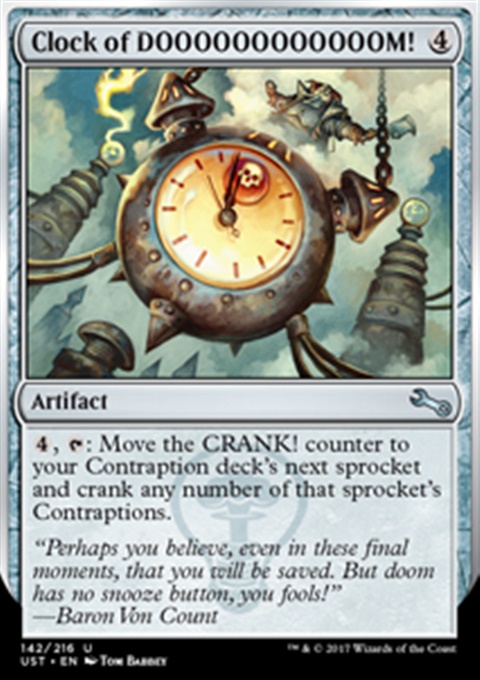 Clock of DOOOOOOOOOOOOM! 4
Artifact
4, T: Move the CRANK! counter to
your Contraption deck's next sprocket
and crank any number of that sprocket's
Contraptions.
"Perhaps you believe, even in these final
moments, that you will be saved. But doom
has no snooze button, you fools!"
—Baron Von Count
142/216 U
UST • EN Tom Babbey
™ & © 2017 Wizards of the Coast